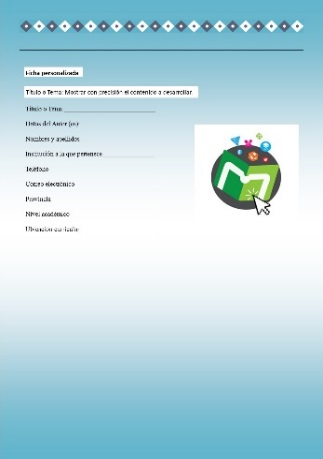 Ficha personalizada
Título o Tema: Mostrar con precisión el contenido a desarrollar
Título o Tema
Datos del Autor (es)
Nombres y apellidos
Institución a la que pertenece
Teléfono
Correo electrónico
Provincia
Nivel académico
Ubicación curricular